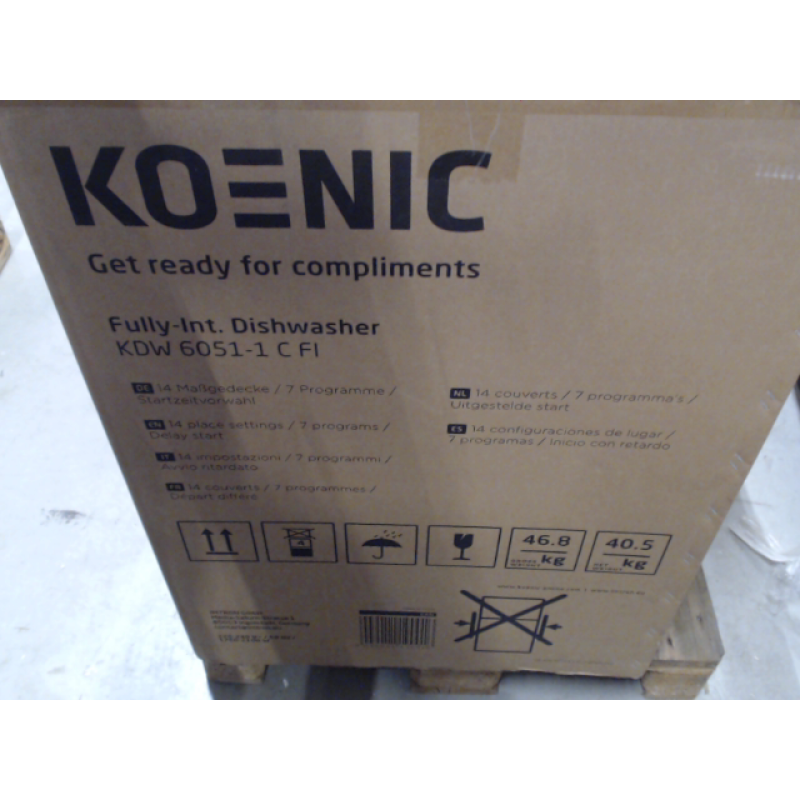 KOENIC
Get ready for compliments
Fully-Int. Dishwasher
KDW 6051-1 C FI
DE 14 Maßgedecke / 7 Programme /
Startzeitvorwahl
EN 14 place settings / 7 programs /
Delay start
IT 14 impostazioni / 7 programmi /
Avvio ritardato
FR 14 couverts / 7 programmes /
Départ différé
NL 14 couverts / 7 programma's /
Uitgestelde start
ES 14 configuraciones de lugar /
7 programas / Inicio con retardo
4
46.8
kg
40.5
kg